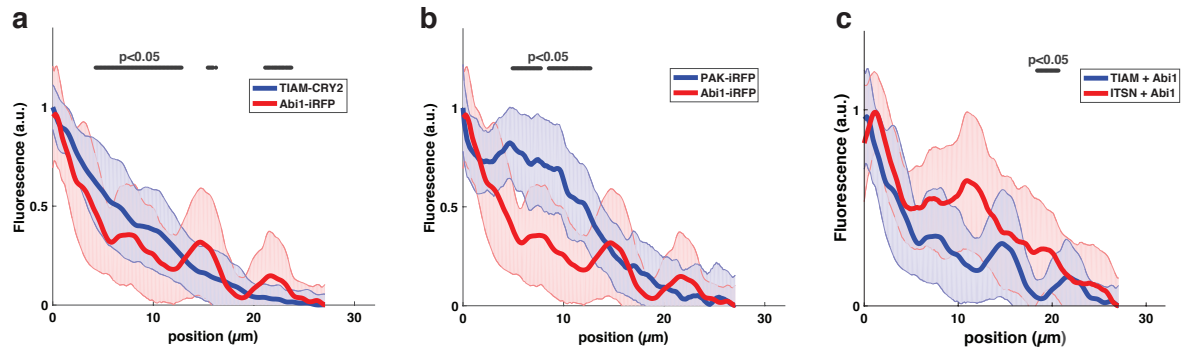 a
p<0.05
TIAM-CRY2
Abi1-iRFP
Fluorescence (a.u.)
1
0.5
0
0
10
20
30
position (µm)
b
p<0.05
PAK-iRFP
Abi1-iRFP
Fluorescence (a.u.)
1
0.5
0
0
10
20
30
position (µm)
c
p<0.05
TIAM + Abi1
ITSN + Abi1
Fluorescence (a.u.)
1
0.5
0
0
10
20
30
position (µm)